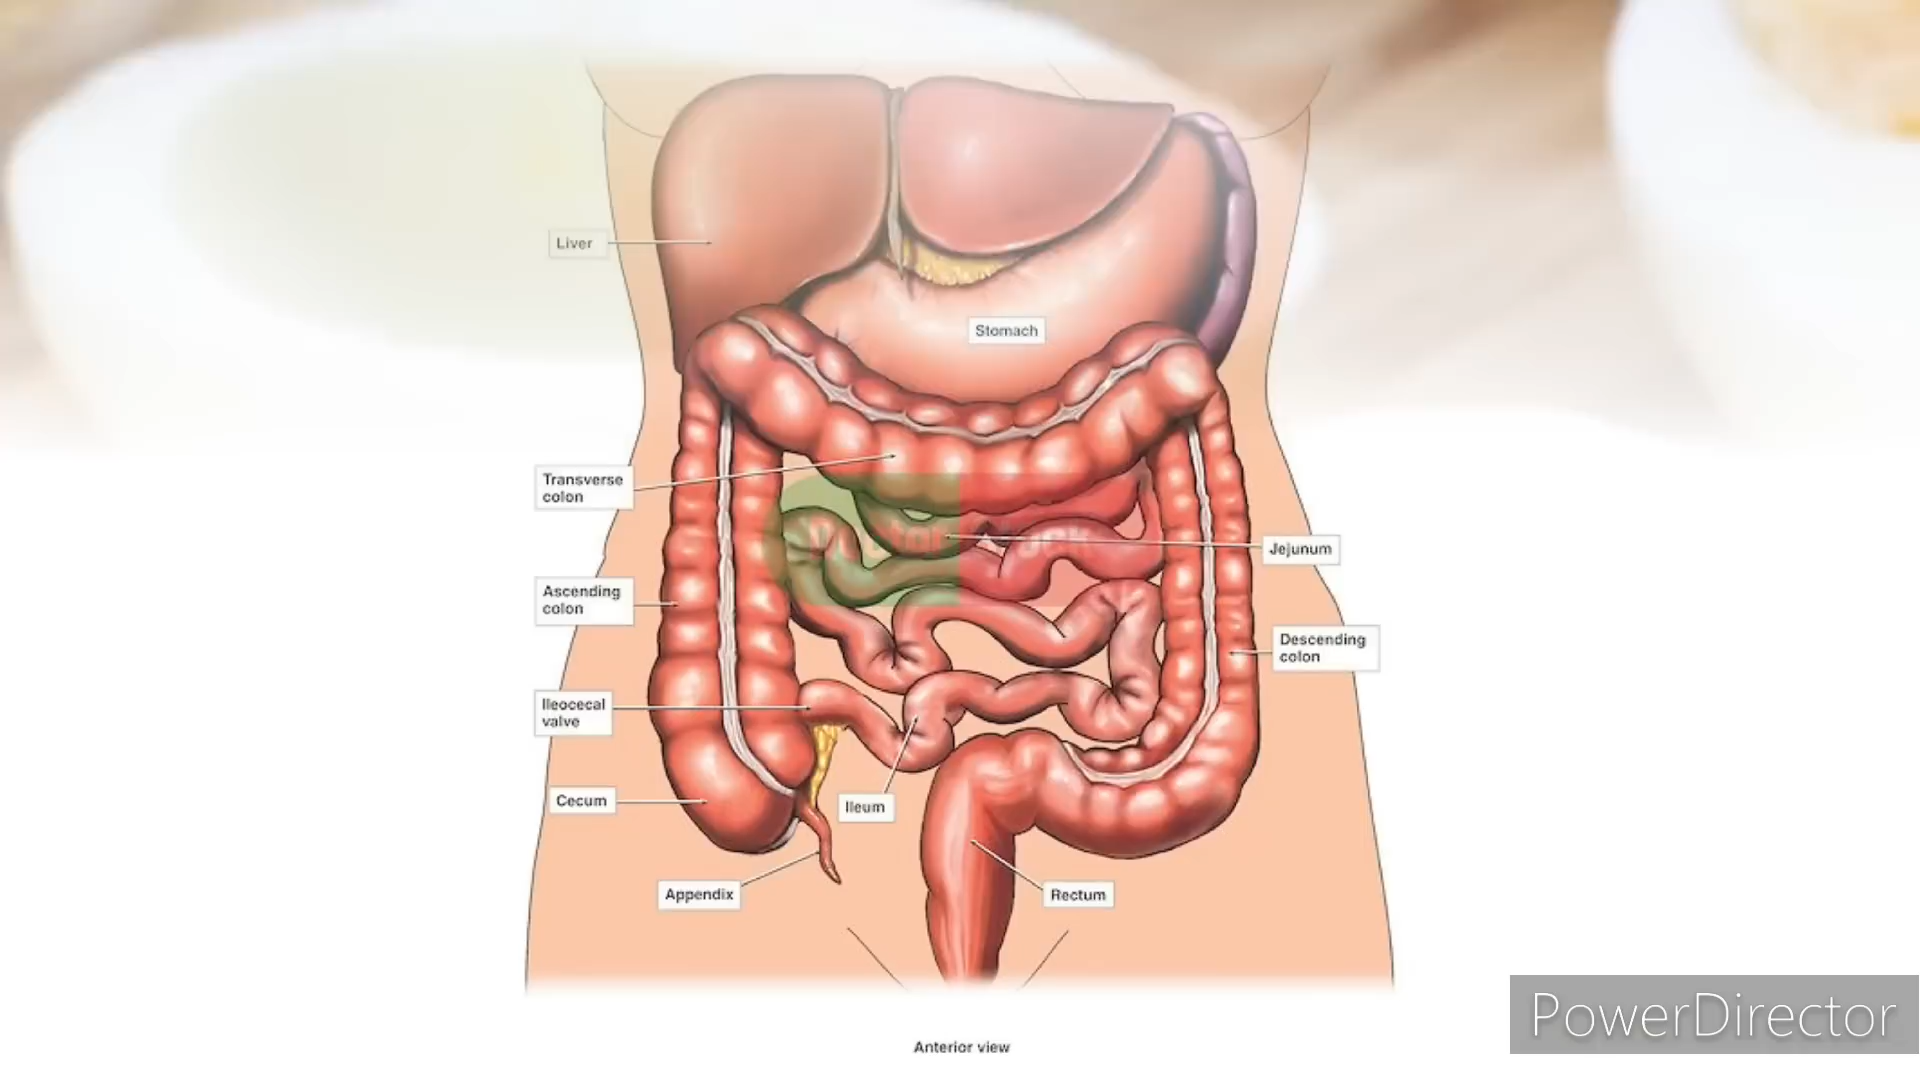 Liver
Stomach
Transverse
colon
Jejunum
Ascending
colon
Descending
colon
Ileocecal
valve
Cecum
Ileum
Appendix
Rectum
Anterior view
PowerDirector